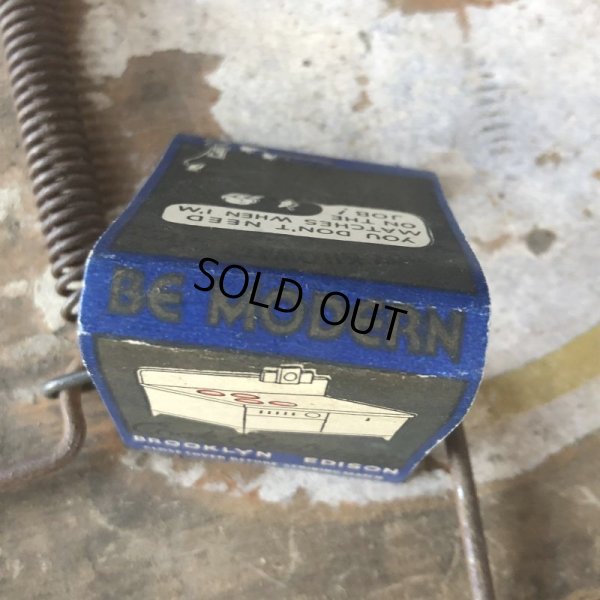 YOU DON'T NEED
MATCHES WHEN I'M
ON THE
JOB!
BE MODERN
SOLD OUT
BROOKLYN EDISON